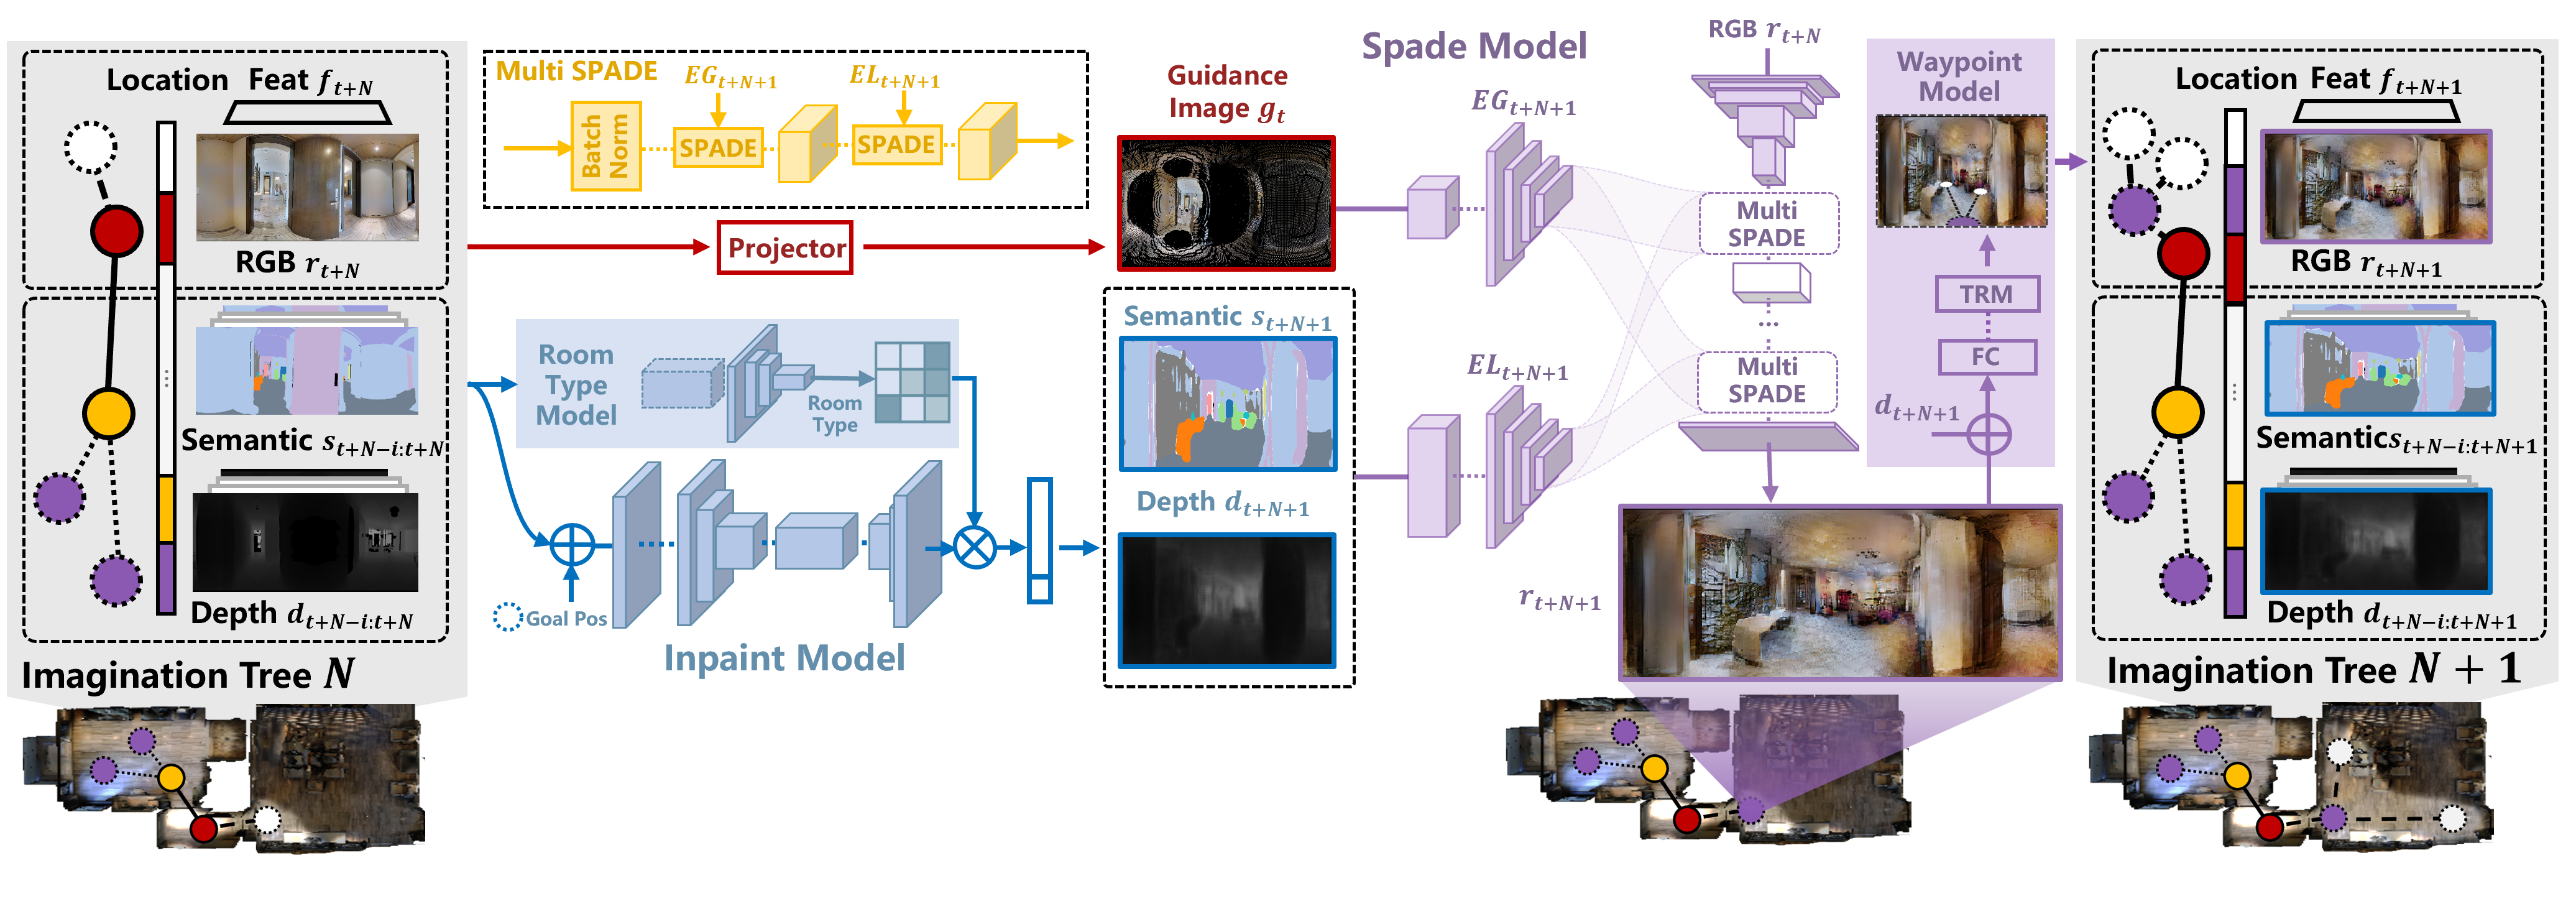 Location Feat f_{t+N}
RGB r_{t+N}
Semantic s_{t+N-i:t+N}
Depth d_{t+N-i:t+N}
Imagination Tree N
Multi SPADE
EG_{t+N+1}
EL_{t+N+1}
Batch
Norm
SPADE
SPADE
Projector
Guidance
Image g_t
Room
Type
Model
Room
Type
Goal Pos
Inpaint Model
Semantic s_{t+N+1}
Depth d_{t+N+1}
Spade Model
EG_{t+N+1}
EL_{t+N+1}
RGB r_{t+N}
Multi
SPADE
...
Multi
SPADE
r_{t+N+1}
Waypoint
Model
TRM
FC
d_{t+N+1}
Location Feat f_{t+N+1}
RGB r_{t+N+1}
Semantics_{t+N-i:t+N+1}
Depth d_{t+N-i:t+N+1}
Imagination Tree N + 1